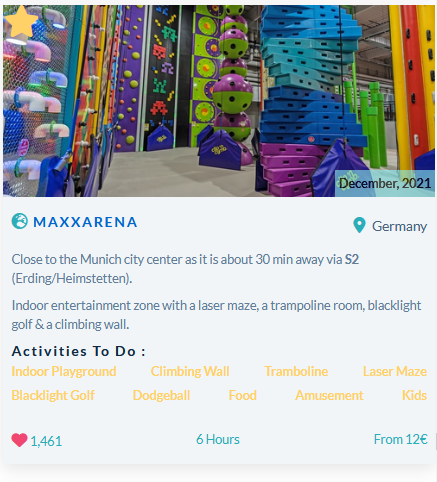 December, 2021
MAXXARENA
Germany
Close to the Munich city center as it is about 30 min away via S2
(Erding/Heimstetten).
Indoor entertainment zone with a laser maze, a trampoline room, blacklight
golf & a climbing wall.
Activities To Do :
Indoor Playground Climbing Wall Tramboline Laser Maze
Blacklight Golf Dodgeball Food Amusement Kids
1,461 6 Hours From 12€